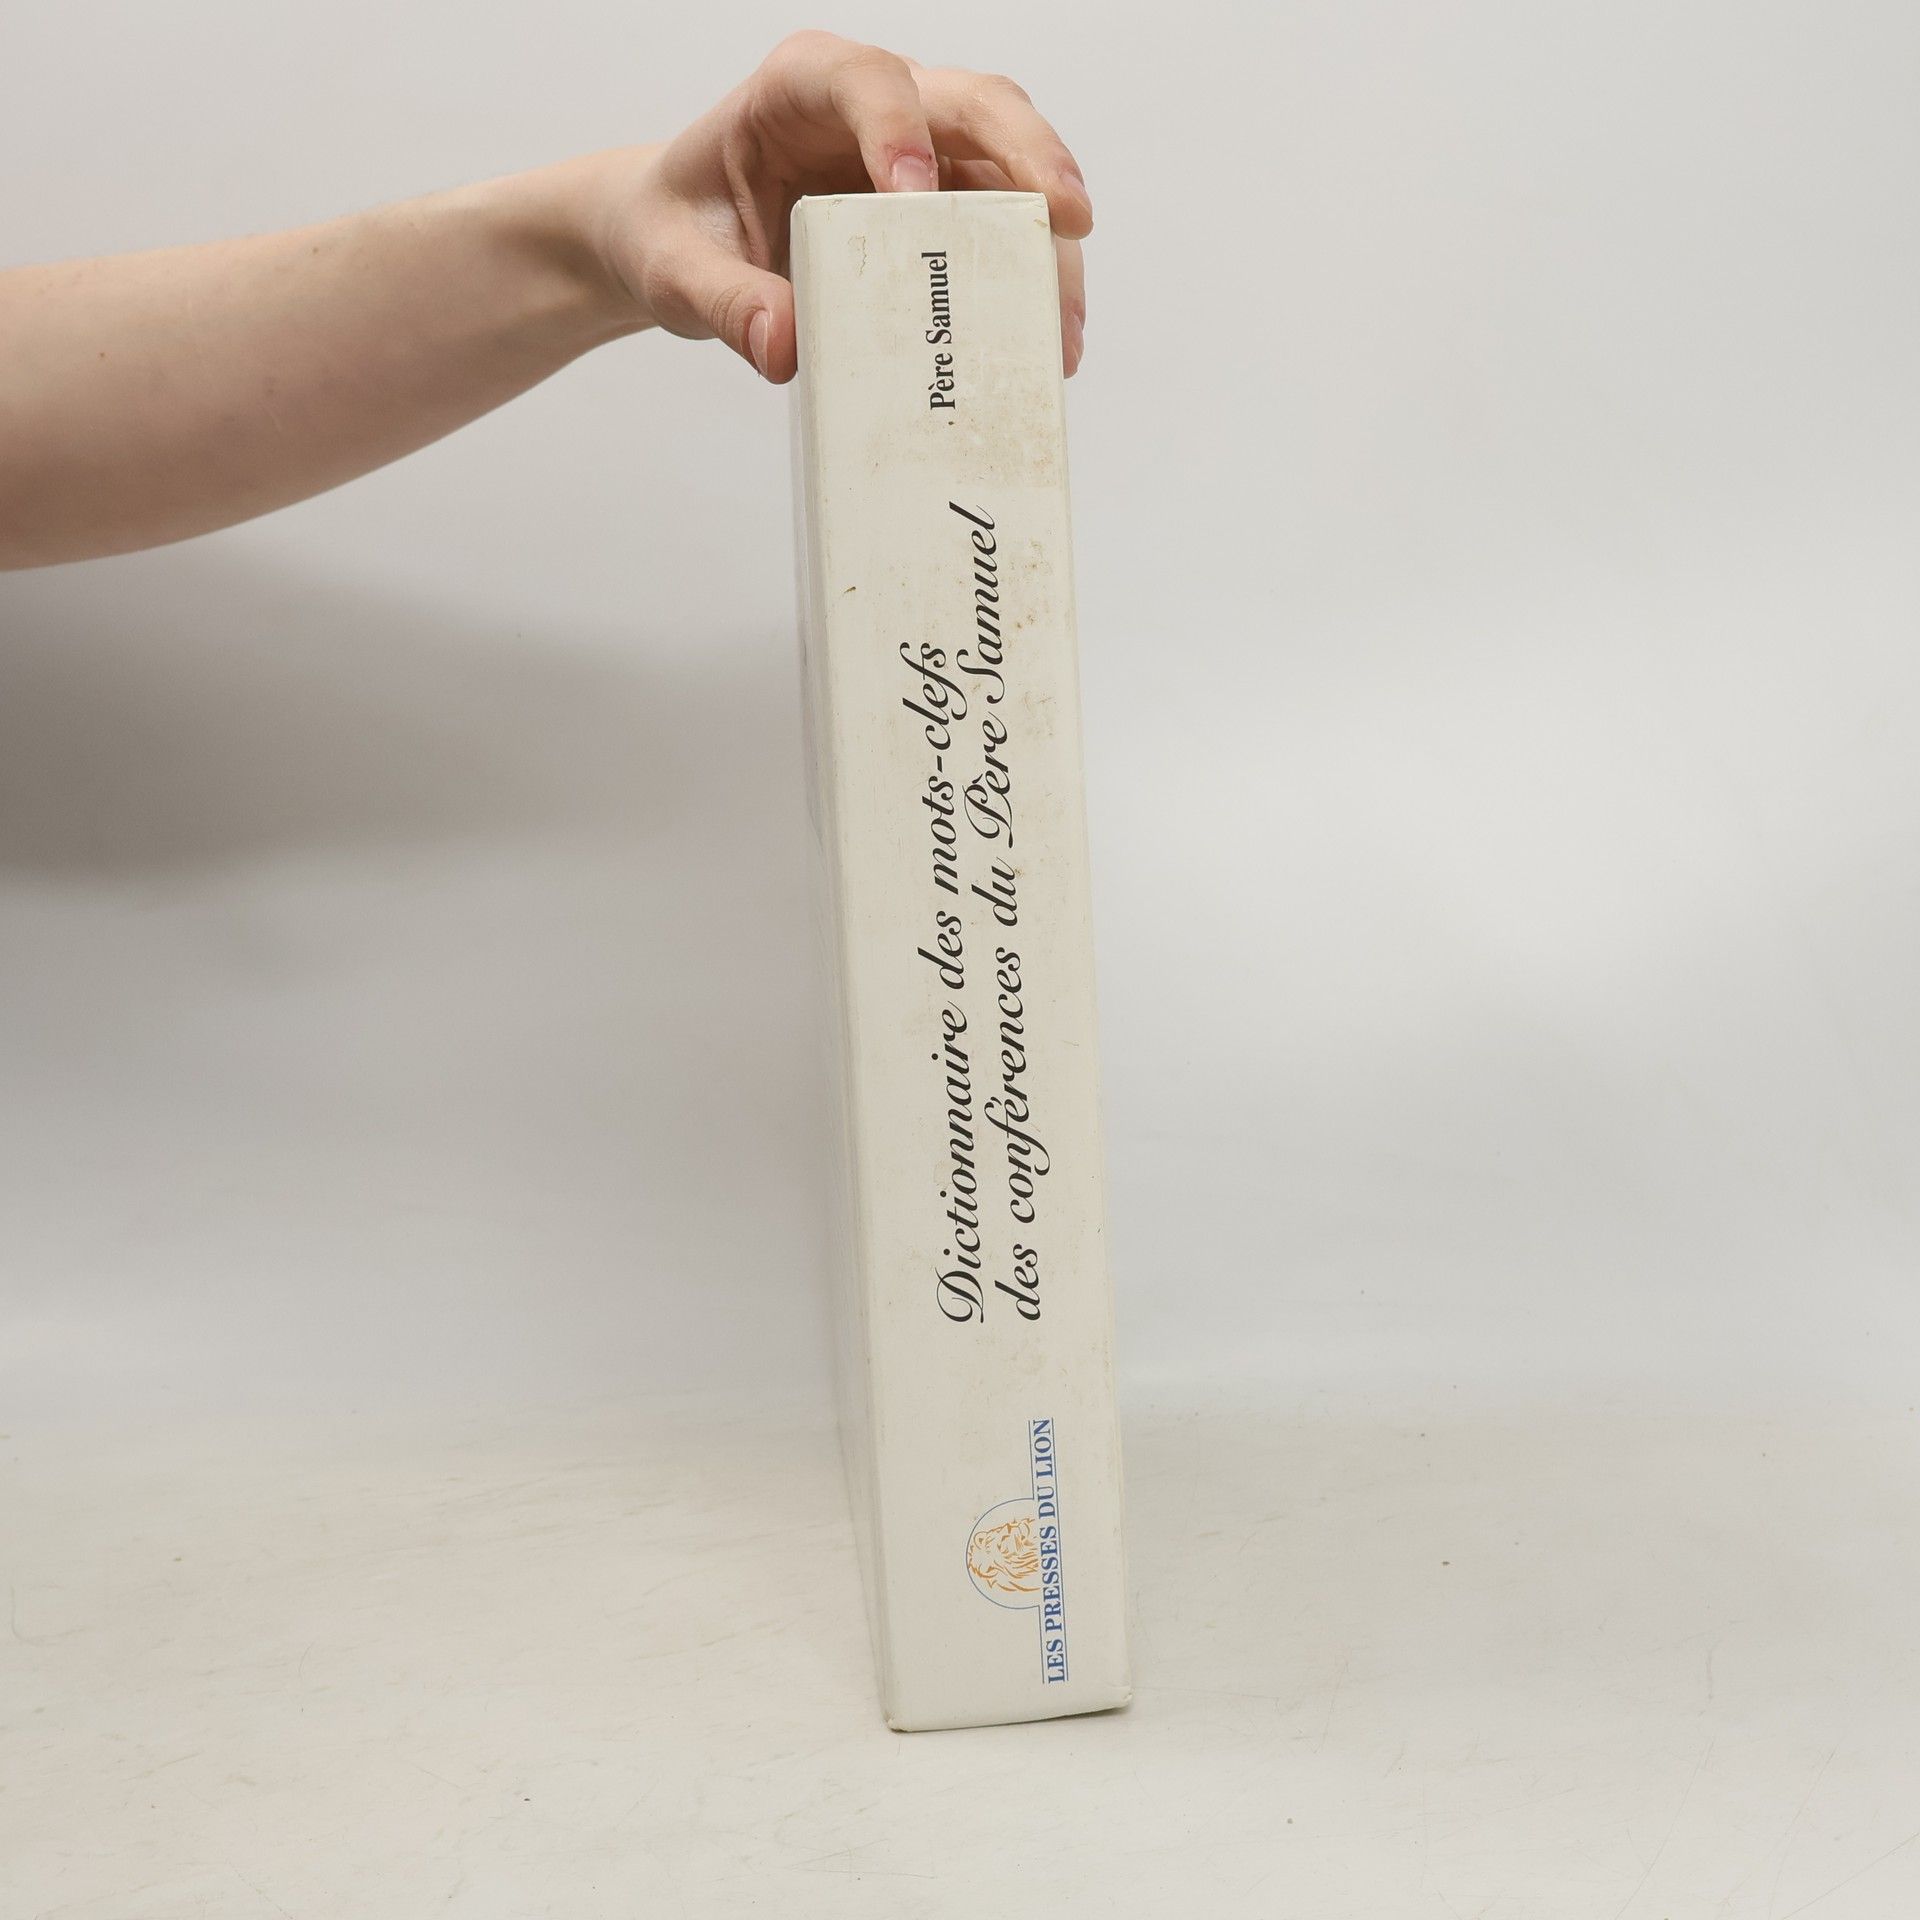 Père Samuel
Dictionnaire des mots-clefs
des conférences du Père Samuel
LES PRESSES DU LION